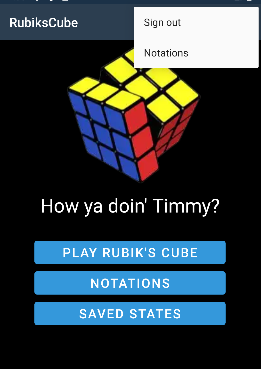 RubiksCube
Sign out
Notations
How ya doin' Timmy?
PLAY RUBIK'S CUBE
NOTATIONS
SAVED STATES